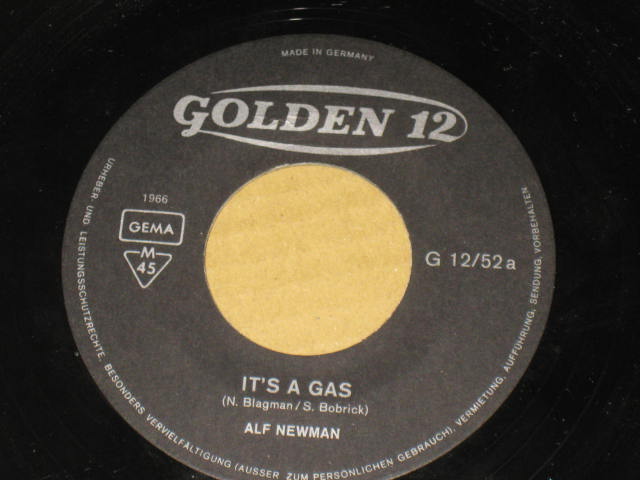 MADE IN GERMANY
GOLDEN 12
1966
GEMA
M
45
G 12/52a
IT'S A GAS
(N. Blagman/S. Bobrick)
ALF NEWMAN
URHEBER- UND LEISTUNGSSCHUTZRECHTE, BESONDERS VERVIELFÄLTIGUNG (AUSSER ZUM PERSÖNLICHEN GEBRAUCH), VERMIETUNG, AUFFÜHRUNG, SENDUNG, VORBEHALTEN